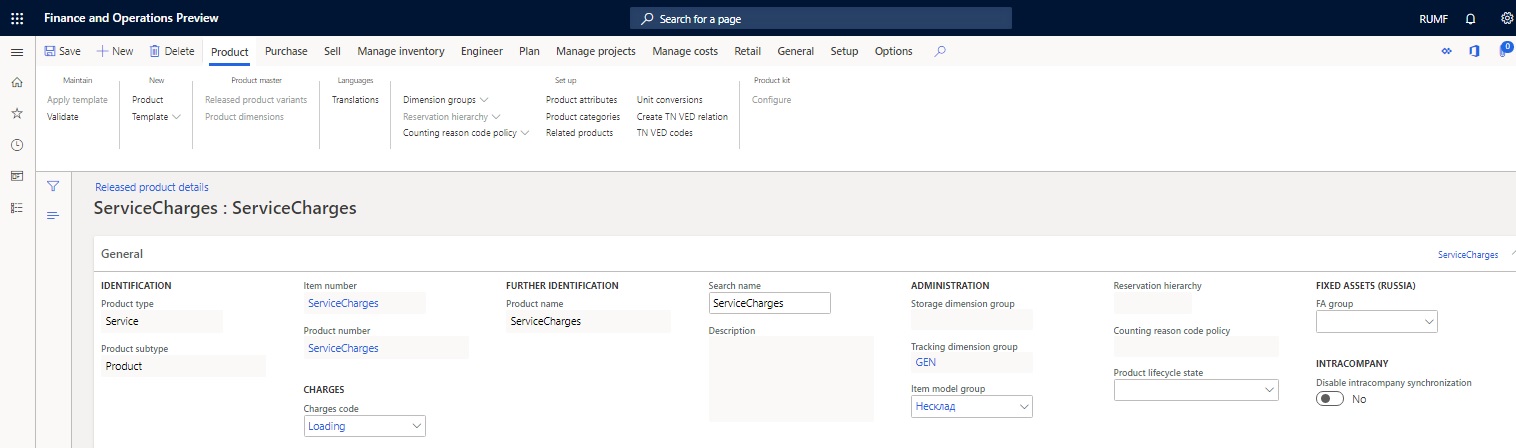 Finance and Operations Preview
Search for a page
RUMF
Save
New
Delete
Product
Purchase
Sell
Manage inventory
Engineer
Plan
Manage projects
Manage costs
Retail
General
Setup
Options
0
Maintain
Apply template
Validate
New
Product
Template
Product master
Released product variants
Product dimensions
Languages
Translations
Set up
Dimension groups
Reservation hierarchy
Counting reason code policy
Product attributes
Product categories
Related products
Unit conversions
Create TN VED relation
TN VED codes
Product kit
Configure
Released product details
ServiceCharges : ServiceCharges
General
ServiceCharges
IDENTIFICATION
Product type
Service
Product subtype
Product
Item number
ServiceCharges
Product number
ServiceCharges
CHARGES
Charges code
Loading
FURTHER IDENTIFICATION
Product name
ServiceCharges
Search name
ServiceCharges
Description
ADMINISTRATION
Storage dimension group
Tracking dimension group
GEN
Item model group
Несклад
Reservation hierarchy
Counting reason code policy
Product lifecycle state
FIXED ASSETS (RUSSIA)
FA group
INTRACOMPANY
Disable intracompany synchronization
No